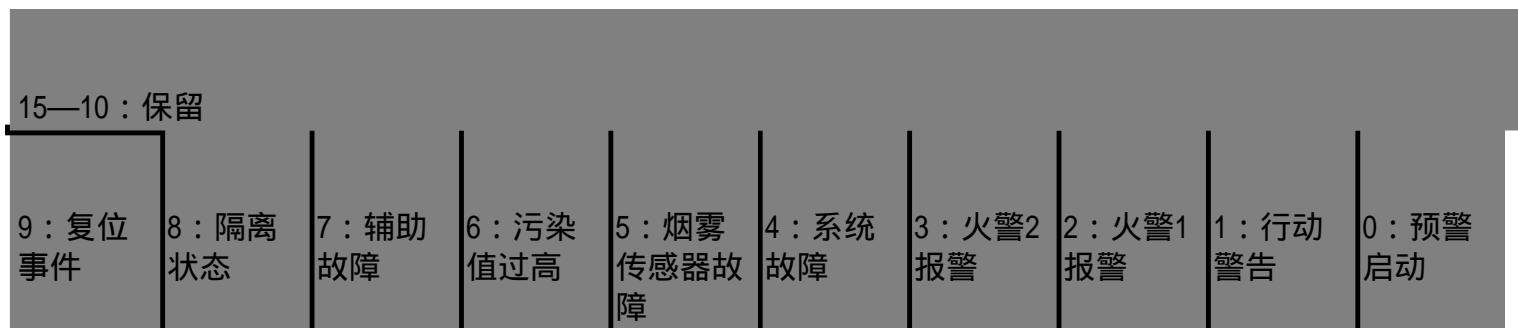 15—10：保留
9：复位
事件
8：隔离
状态
7：辅助
故障
6：污染
值过高
5：烟雾
传感器故
障
4：系统
故障
3：火警2
报警
2：火警1
报警
1：行动
警告
0：预警
启动